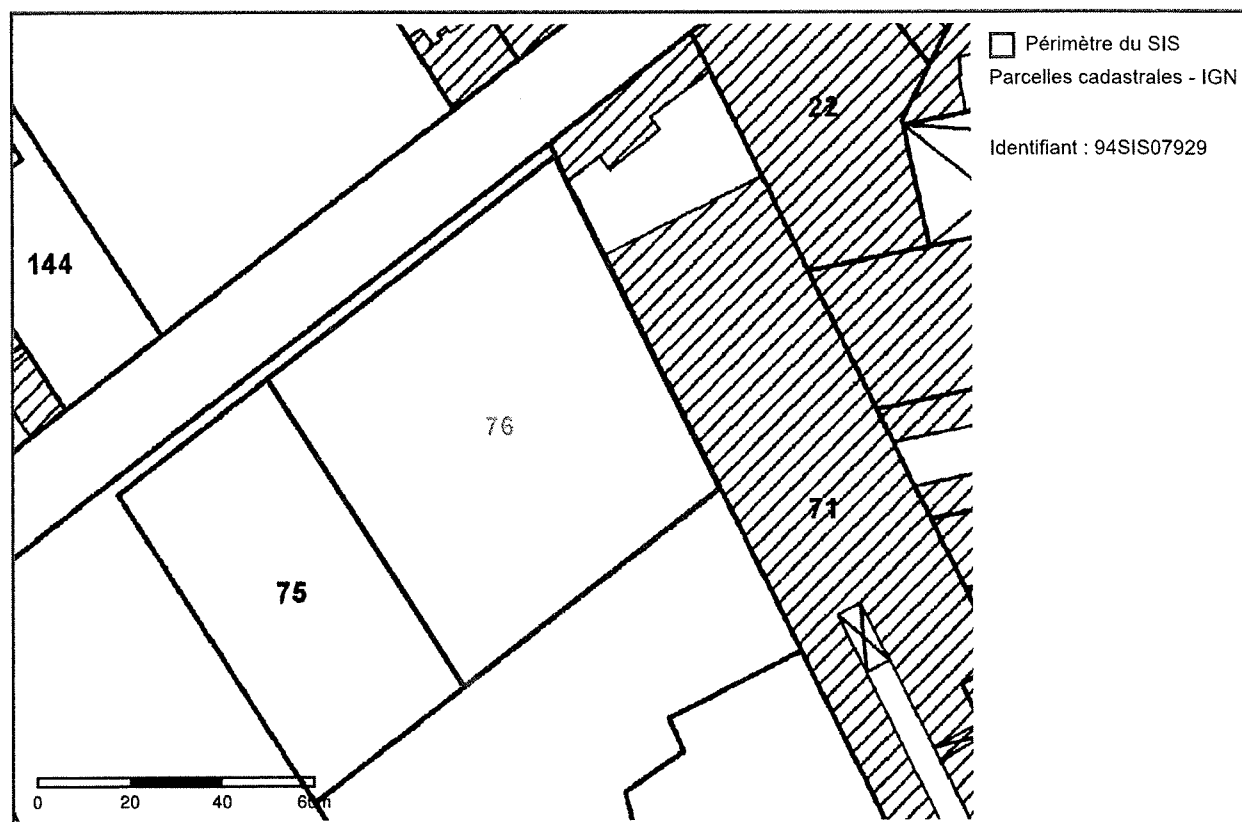 Périmètre du SIS
Parcelles cadastrales - IGN
Identifiant : 94SIS07929
22
144
76
71
75
0 20 40 60m